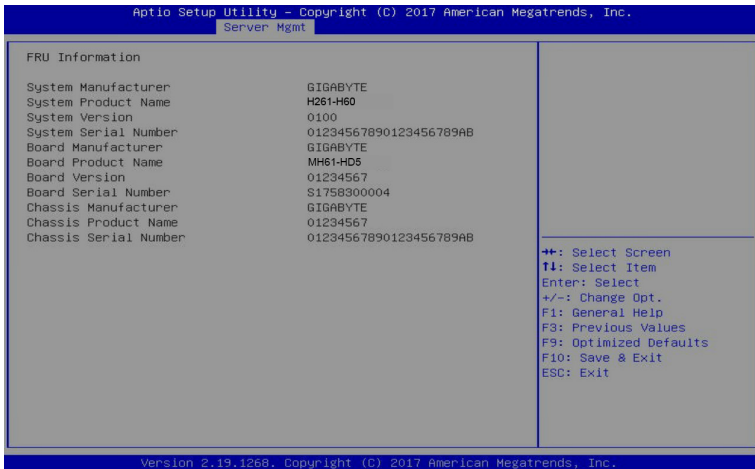 Aptio Setup Utility – Copyright (C) 2017 American Megatrends, Inc.
Server Mgmt
FRU Information
System Manufacturer GIGABYTE
System Product Name H261-H60
System Version 0100
System Serial Number 01234567890123456789AB
Board Manufacturer GIGABYTE
Board Product Name MH61-HD5
Board Version 01234567
Board Serial Number S1758300004
Chassis Manufacturer GIGABYTE
Chassis Product Name 01234567
Chassis Serial Number 01234567890123456789AB
→←: Select Screen
↑↓: Select Item
Enter: Select
+/-: Change Opt.
F1: General Help
F3: Previous Values
F9: Optimized Defaults
F10: Save & Exit
ESC: Exit
Version 2.19.1268. Copyright (C) 2017 American Megatrends, Inc.